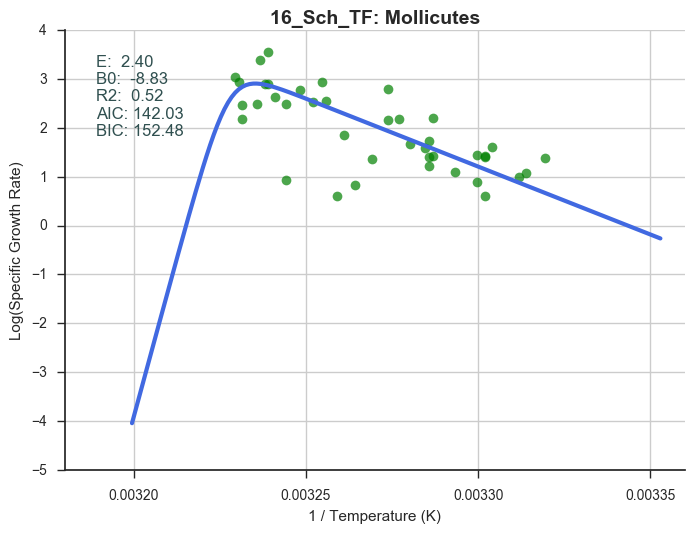 16_Sch_TF: Mollicutes
E:  2.40
B0:  -8.83
R2:  0.52
AIC: 142.03
BIC: 152.48
Log(Specific Growth Rate)
4
3
2
1
0
−1
−2
−3
−4
−5
0.00320
0.00325
0.00330
0.00335
1 / Temperature (K)